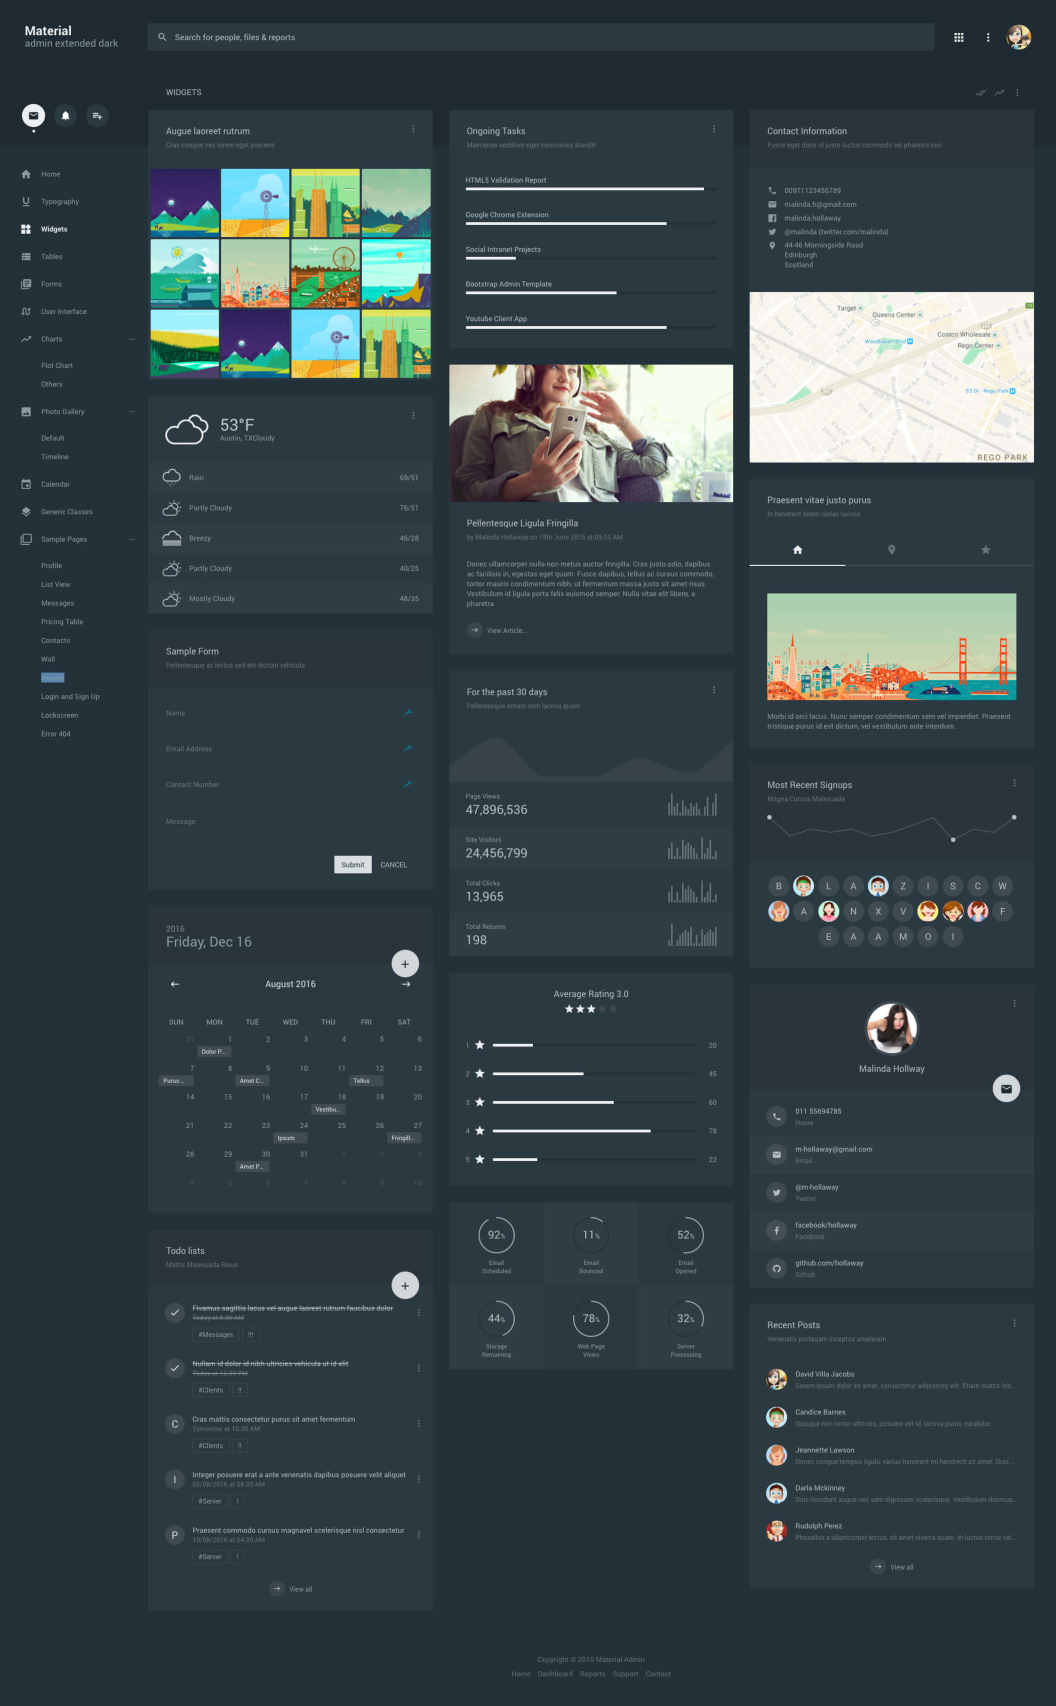 Material
admin extended dark
Search for people, files & reports
Home
Typography
Widgets
Tables
Forms
User Interface
Charts
Flot Chart
Others
Photo Gallery
Default
Timeline
Calendar
Generic Classes
Sample Pages
Profile
List View
Messages
Pricing Table
Contacts
Wall
Login and Sign Up
Lockscreen
Error 404
WIDGETS
Augue laoreet rutrum
Cras congue nec lorem eget posuere
53°F
Austin, TXCloudy
Rain 69/51
Partly Cloudy 76/51
Breezy 46/28
Partly Cloudy 40/25
Mostly Cloudy 48/35
Sample Form
Pellentesque ac lectus sed elit dictum vehicula
Name
Email Address
Contact Number
Message
Submit CANCEL
2016
Friday, Dec 16
August 2016
SUN MON TUE WED THU FRI SAT
31 1 2 3 4 5 6
Dolor P...
7 8 9 10 11 12 13
Purus ... Amet C... Tellus
14 15 16 17 18 19 20
Vestibu...
21 22 23 24 25 26 27
Ipsum Fringill...
28 29 30 31 1 2 3
Amet P...
4 5 6 7 8 9 10
Todo lists
Mattis Malesuada Risus
Fivamus sagittis lacus vel augue laoreet rutrum faucibus dolor
Today at 8.30 AM
#Messages !!!
Nullam id dolor id nibh ultricies vehicula ut id elit
Today at 12.30 PM
#Clients !!
C Cras mattis consectetur purus sit amet fermentum
Tomorrow at 10.30 AM
#Clients !!
I Integer posuere erat a ante venenatis dapibus posuere velit aliquet
05/08/2016 at 08.00 AM
#Server !
P Praesent commodo cursus magnavel scelerisque nisl consectetur
10/08/2016 at 04.00 AM
#Server !
View all
Ongoing Tasks
Maecenas seddiam eget risusvarius blandit
HTML5 Validation Report
Google Chrome Extension
Social Intranet Projects
Bootstrap Admin Template
Youtube Client App
Pellentesque Ligula Fringilla
by Malinda Hollaway on 19th June 2015 at 09:10 AM
Donec ullamcorper nulla non metus auctor fringilla. Cras justo odio, dapibus
ac facilisis in, egestas eget quam. Fusce dapibus, tellus ac cursus commodo,
tortor mauris condimentum nibh, ut fermentum massa justo sit amet risus.
Vestibulum id ligula porta felis euismod semper. Nulla vitae elit libero, a
pharetra
View Article...
For the past 30 days
Pellentesque ornare sem lacinia quam
Page Views
47,896,536
Site Visitors
24,456,799
Total Clicks
13,965
Total Returns
198
Average Rating 3.0
1 20
2 45
3 60
4 78
5 22
92% 11% 52%
Email Email Email
Scheduled Bounced Opened
44% 78% 32%
Storage Web Page Server
Remaining Views Processing
Contact Information
Fusce eget dolor id justo luctus commodo vel pharetra nisi
00971123456789
malinda.h@gmail.com
malinda.hollaway
@malinda (twitter.com/malinda)
44-46 Morningside Road
Edinburgh
Scotland
Target
Queens Center
Costco Wholesale
Woodhaven Blvd
Rego Center
63 Dr - Rego Park
REGO PARK
Praesent vitae justo purus
In hendrerit lorem nislac lacinia
Morbi id orci lacus. Nunc semper condimentum sem vel imperdiet. Praesent
tristique purus id est dictum, vel vestibulum ante interdum.
Most Recent Signups
Magna Cursus Malesuada
B L A Z I S C W
A N X V F
E A A M O I
Malinda Hollway
011 55694785
Home
m-hollaway@gmail.com
Email
@m-hollaway
Twitter
facebook/hollaway
Facebook
github.com/hollaway
Github
Recent Posts
Venenatis portauam Inceptos ameteiam
David Villa Jacobs
Sorem ipsum dolor sit amet, consectetur adipiscing elit. Etiam mattis lob...
Candice Barnes
Quisque non tortor ultricies, posuere elit id, lacinia purus curabitur.
Jeannette Lawson
Donec congue tempus ligula, varius hendrerit mi hendrerit sit amet. Duis ...
Darla Mckinney
Duis tincidunt augue nec sem dignissim scelerisque. Vestibulum rhoncus...
Rudolph Perez
Phasellus a ullamcorper lectus, sit amet viverra quam. In luctus tortor vel...
View all
Copyright © 2015 Material Admin
Home Dashboard Reports Support Contact